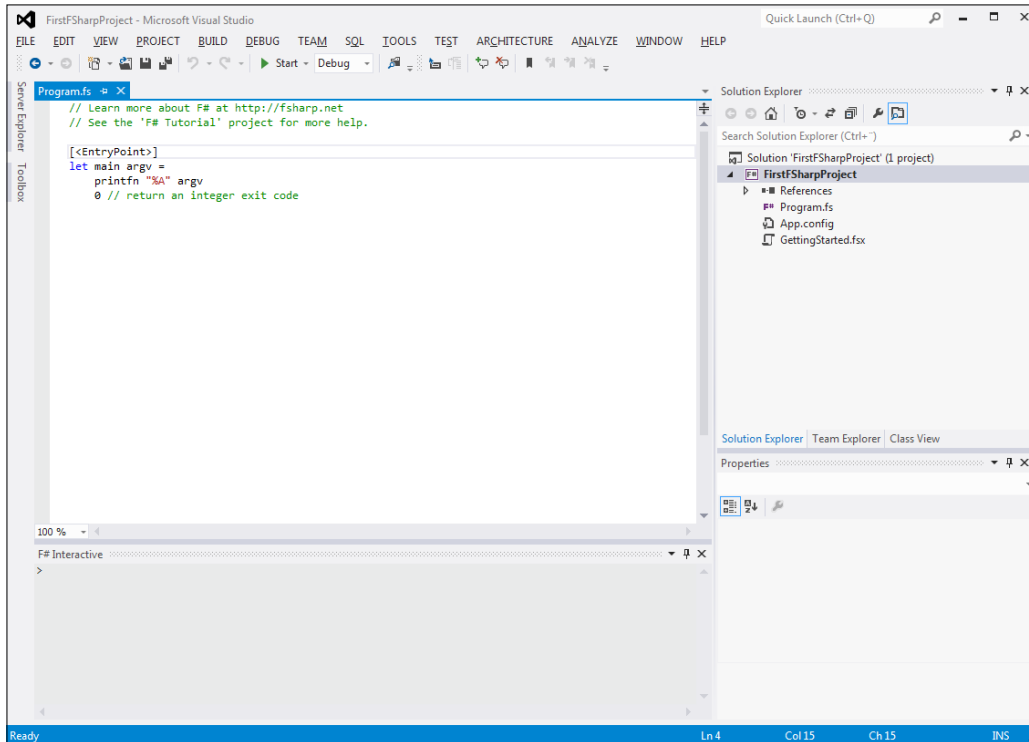 FirstFSharpProject - Microsoft Visual Studio
Quick Launch (Ctrl+Q)
FILE EDIT VIEW PROJECT BUILD DEBUG TEAM SQL TOOLS TEST ARCHITECTURE ANALYZE WINDOW HELP
Start Debug
Server Explorer
Toolbox
Program.fs
// Learn more about F# at http://fsharp.net
// See the 'F# Tutorial' project for more help.
[<EntryPoint>]
let main argv =
printfn "%A" argv
0 // return an integer exit code
100 %
F# Interactive
>
Solution Explorer
Search Solution Explorer (Ctrl+¨)
Solution 'FirstFSharpProject' (1 project)
F# FirstFSharpProject
References
F# Program.fs
App.config
GettingStarted.fsx
Solution Explorer Team Explorer Class View
Properties
Ready Ln 4 Col 15 Ch 15 INS